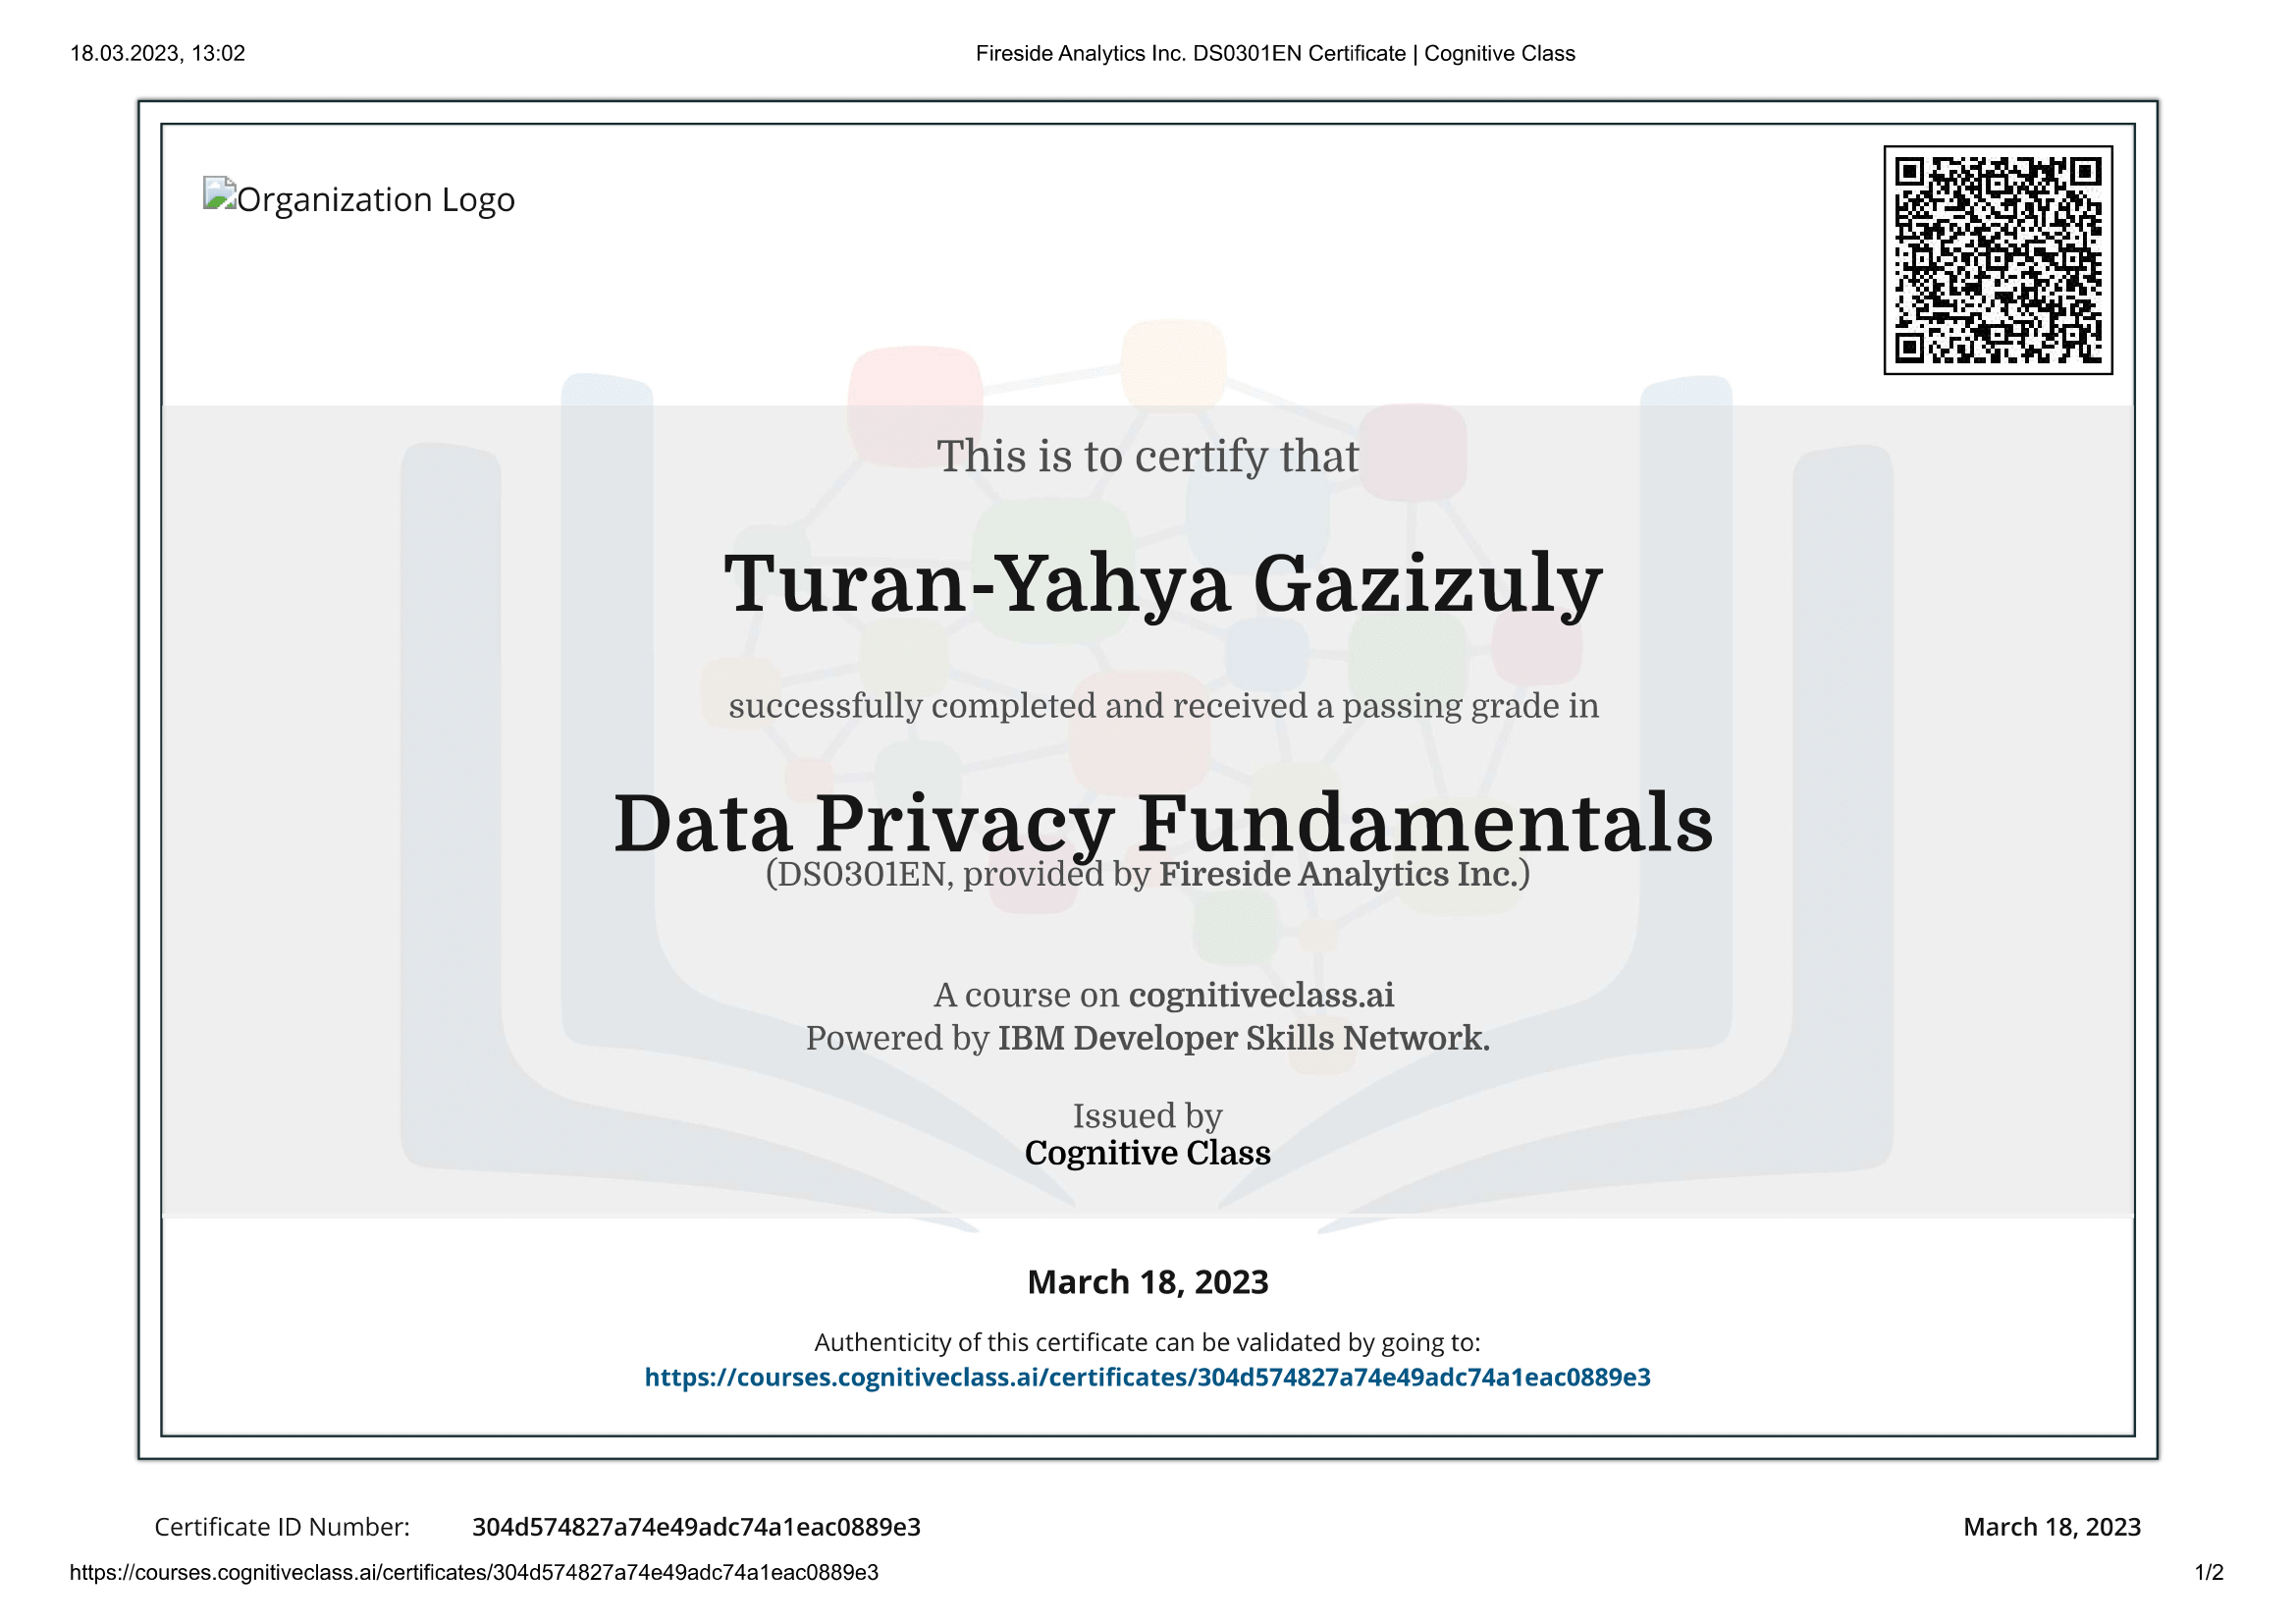 18.03.2023, 13:02
Fireside Analytics Inc. DS0301EN Certificate | Cognitive Class
Organization Logo
This is to certify that
Turan-Yahya Gazizuly
successfully completed and received a passing grade in
Data Privacy Fundamentals
(DS0301EN, provided by Fireside Analytics Inc.)
A course on cognitiveclass.ai
Powered by IBM Developer Skills Network.
Issued by
Cognitive Class
March 18, 2023
Authenticity of this certificate can be validated by going to:
https://courses.cognitiveclass.ai/certificates/304d574827a74e49adc74a1eac0889e3
Certificate ID Number: 304d574827a74e49adc74a1eac0889e3
March 18, 2023
https://courses.cognitiveclass.ai/certificates/304d574827a74e49adc74a1eac0889e3
1/2